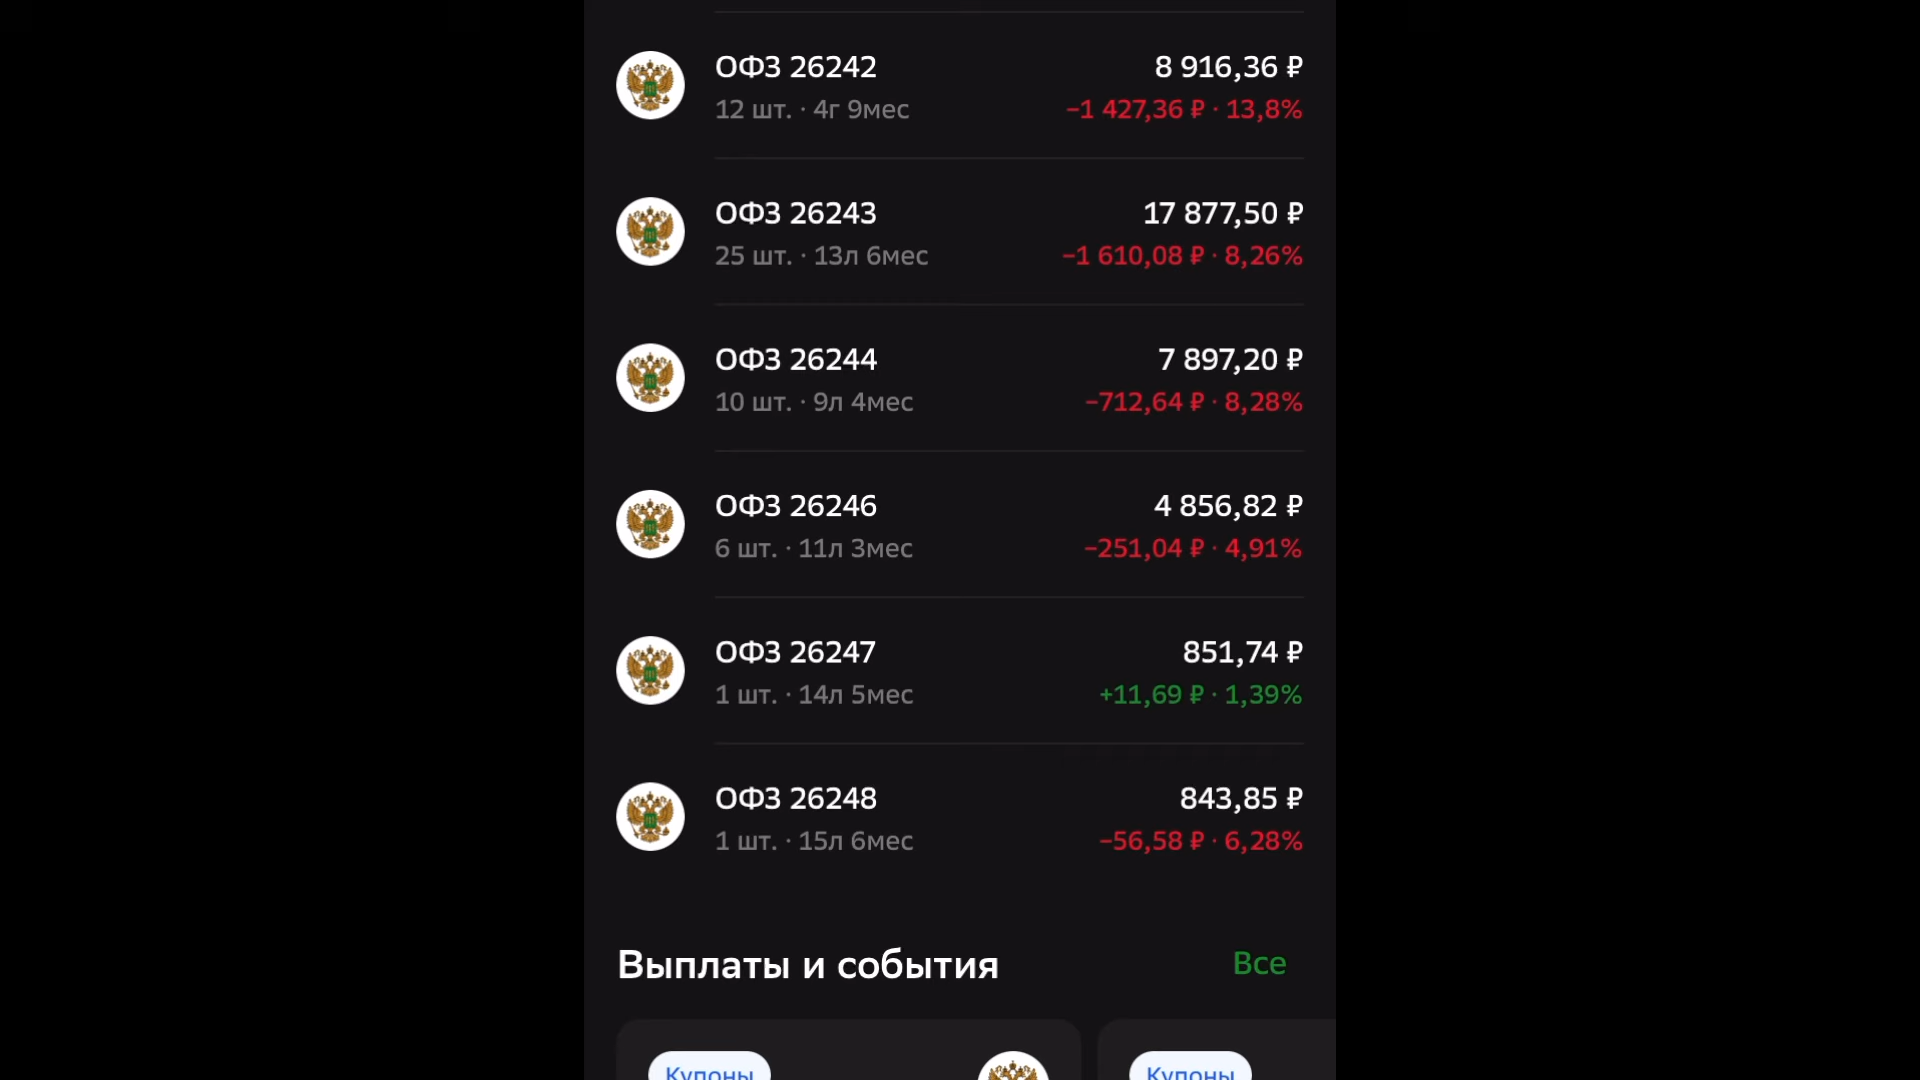 ОФЗ 26242
8 916,36 ₽
12 шт. · 4г 9мес
−1 427,36 ₽ · 13,8%
ОФЗ 26243
17 877,50 ₽
25 шт. · 13л 6мес
−1 610,08 ₽ · 8,26%
ОФЗ 26244
7 897,20 ₽
10 шт. · 9л 4мес
−712,64 ₽ · 8,28%
ОФЗ 26246
4 856,82 ₽
6 шт. · 11л 3мес
−251,04 ₽ · 4,91%
ОФЗ 26247
851,74 ₽
1 шт. · 14л 5мес
+11,69 ₽ · 1,39%
ОФЗ 26248
843,85 ₽
1 шт. · 15л 6мес
−56,58 ₽ · 6,28%
Выплаты и события
Все
Купоны
Купоны